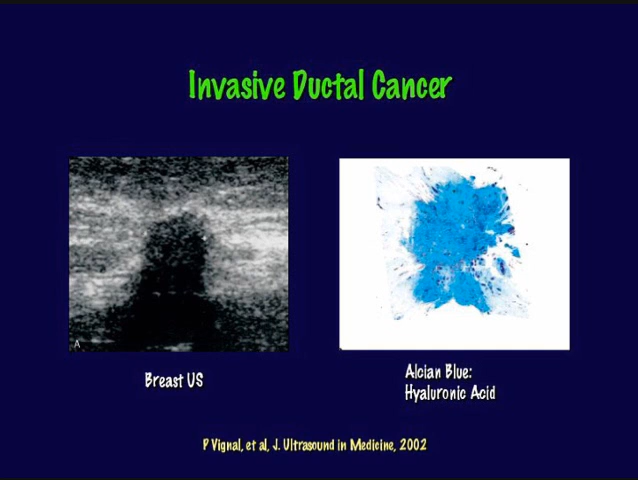 Invasive Ductal Cancer
A
Breast US
Alcian Blue:
Hyaluronic Acid
P Vignal, et al, J. Ultrasound in Medicine, 2002